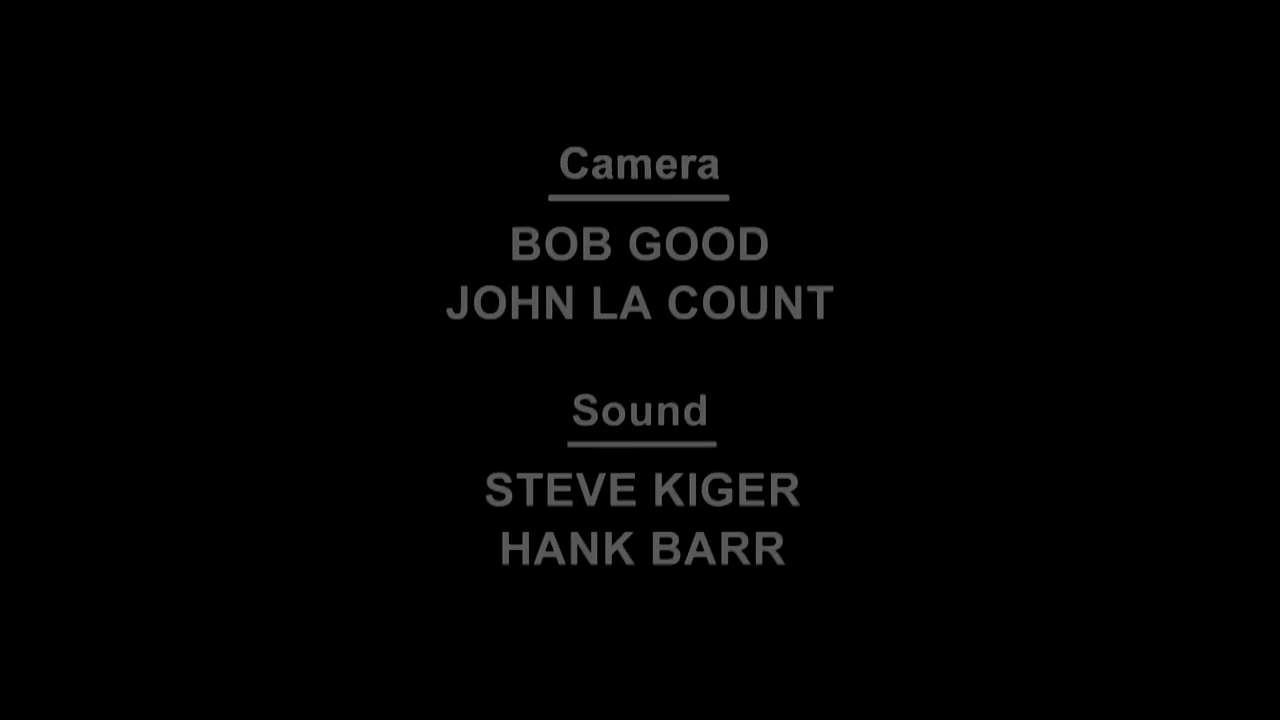 Camera
BOB GOOD
JOHN LA COUNT
Sound
STEVE KIGER
HANK BARR